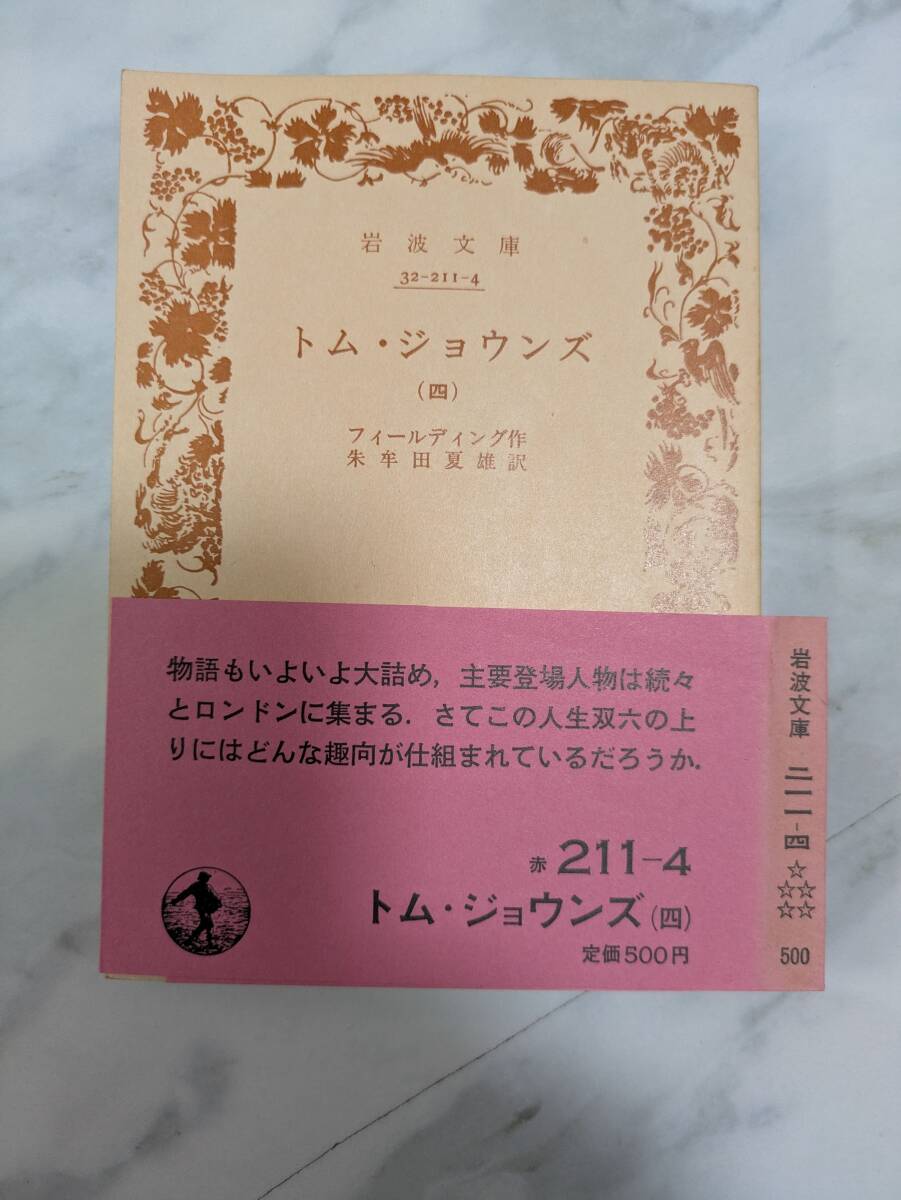 岩波文庫
32-211-4
トム・ジョウンズ
(四)
フィールディング作
朱牟田夏雄訳
物語もいよいよ大詰め，主要登場人物は続々
とロンドンに集まる．さてこの人生双六の上
りにはどんな趣向が仕組まれているだろうか．
赤 211-4
トム・ジョウンズ(四)
定価500円
岩波文庫 二一一-四
☆
☆☆
☆☆
500